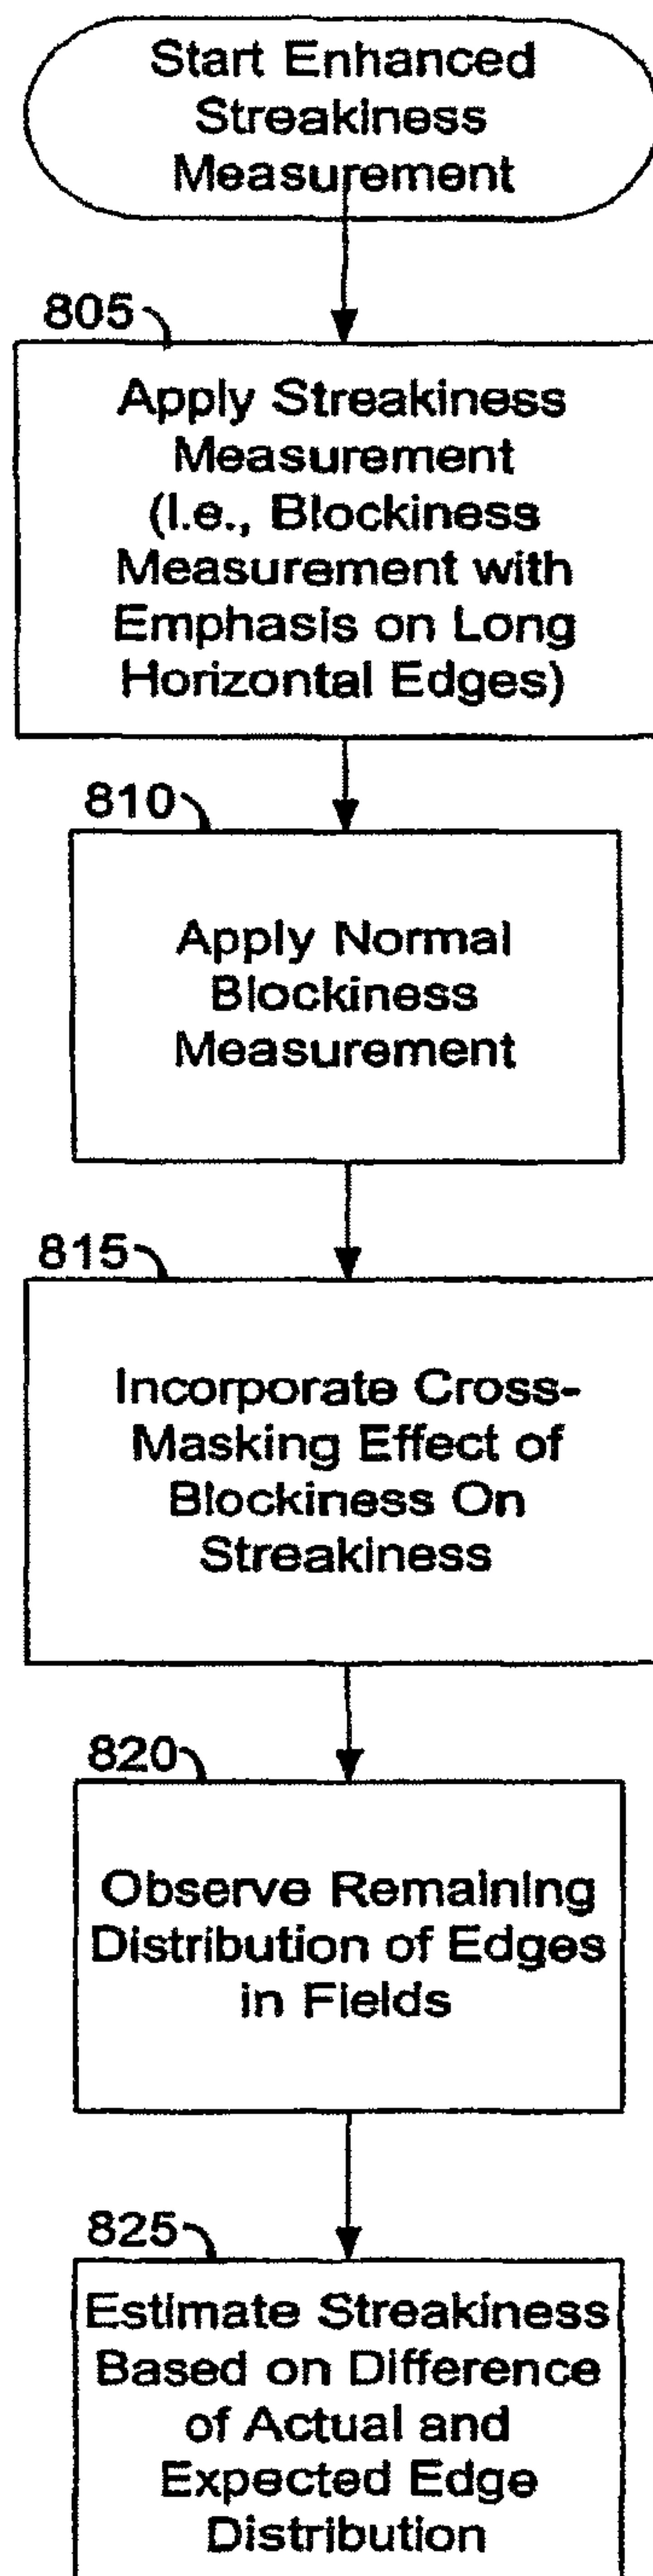 Start Enhanced
Streakiness
Measurement
805
Apply Streakiness
Measurement
(I.e., Blockiness
Measurement with
Emphasis on Long
Horizontal Edges)
810
Apply Normal
Blockiness
Measurement
815
Incorporate Cross-
Masking Effect of
Blockiness On
Streakiness
820
Observe Remaining
Distribution of Edges
in Fields
825
Estimate Streakiness
Based on Difference
of Actual and
Expected Edge
Distribution